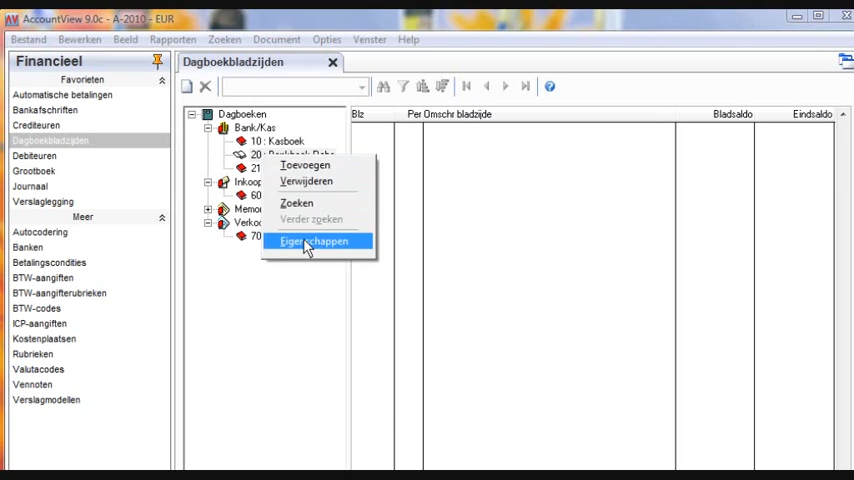 AccountView 9.0c - A-2010 - EUR
Bestand Bewerken Beeld Rapporten Zoeken Document Opties Venster Help
Financieel
Favorieten
Automatische betalingen
Bankafschriften
Crediteuren
Dagboekbladzijden
Debiteuren
Grootboek
Journaal
Verslaglegging
Meer
Autocodering
Banken
Betalingscondities
BTW-aangiften
BTW-aangifterubrieken
BTW-codes
ICP-aangiften
Kostenplaatsen
Rubrieken
Valutacodes
Vennoten
Verslagmodellen
Dagboekbladzijden
Dagboeken
Bank/Kas
10 : Kasboek
20 :
21
Inkoop
60
Memor
Verkoo
70
Toevoegen
Verwijderen
Zoeken
Verder zoeken
Eigenschappen
Blz Per Omschr bladzijde Bladsaldo Eindsaldo